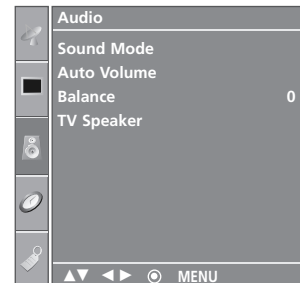 Audio
Sound Mode
Auto Volume
Balance 0
TV Speaker
▲▼ ◄► ◉ MENU